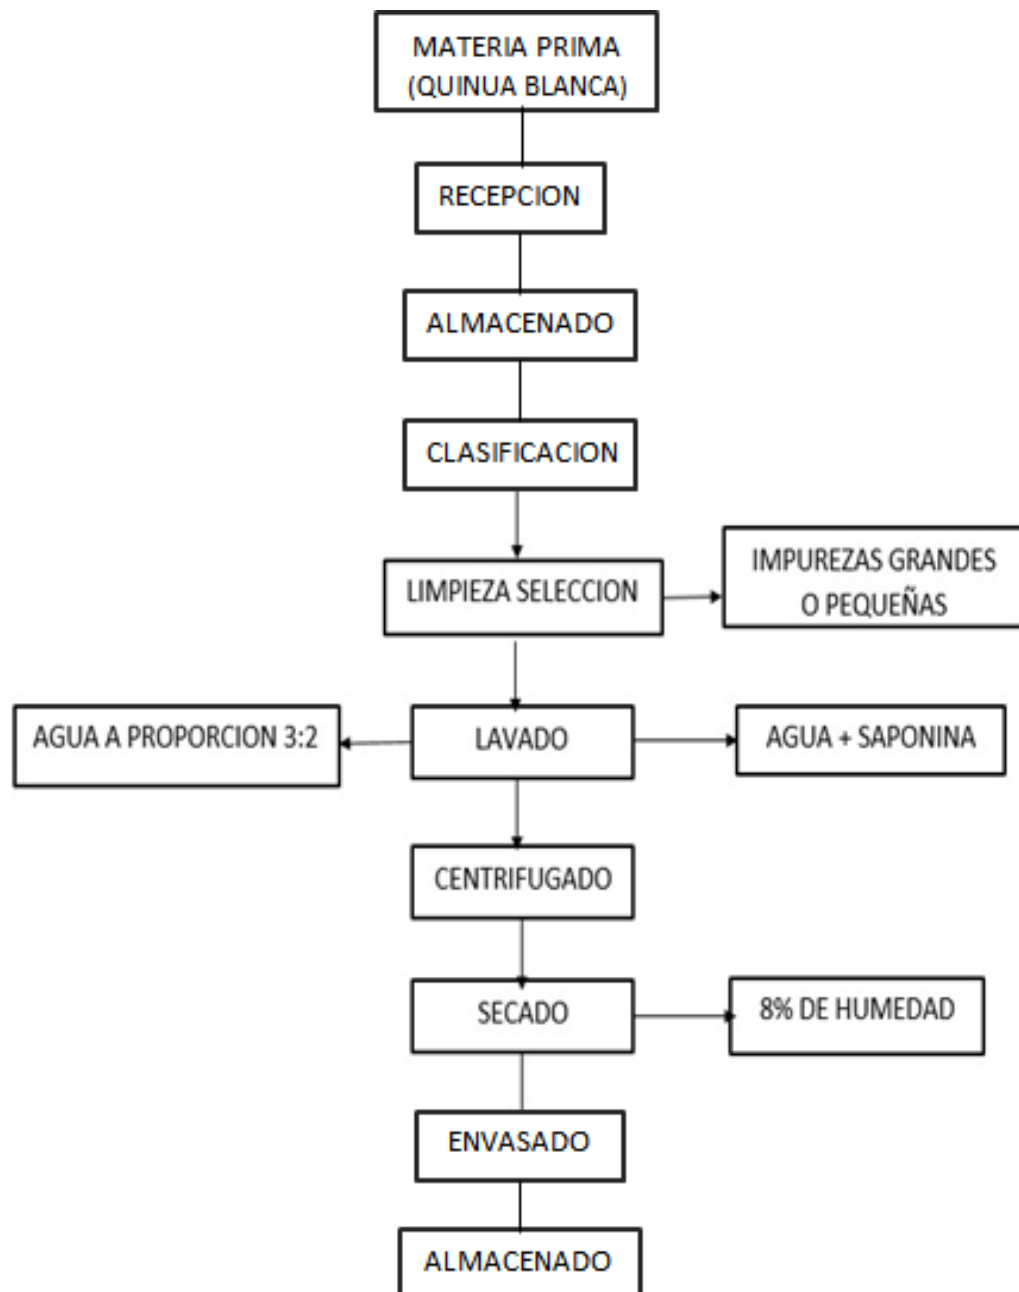 MATERIA PRIMA
(QUINUA BLANCA)
RECEPCION
ALMACENADO
CLASIFICACION
LIMPIEZA SELECCION
IMPUREZAS GRANDES
O PEQUEÑAS
AGUA A PROPORCION 3:2
LAVADO
AGUA + SAPONINA
CENTRIFUGADO
SECADO
8% DE HUMEDAD
ENVASADO
ALMACENADO